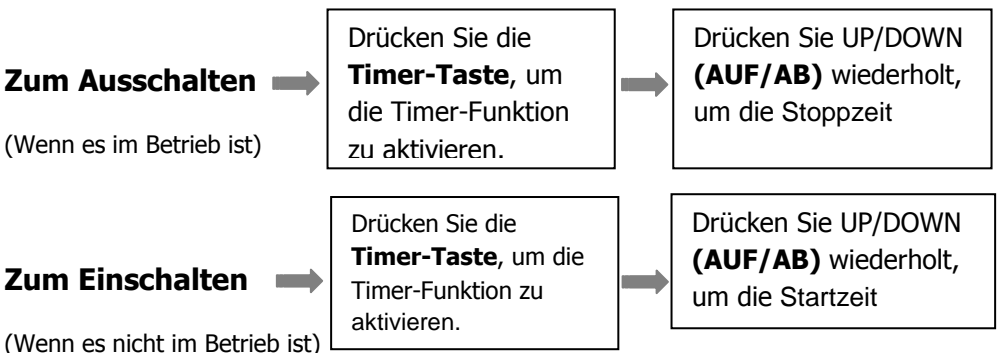 Zum Ausschalten
(Wenn es im Betrieb ist)
Drücken Sie die
Timer-Taste, um
die Timer-Funktion
zu aktivieren.
Drücken Sie UP/DOWN
(AUF/AB) wiederholt,
um die Stoppzeit
Zum Einschalten
(Wenn es nicht im Betrieb ist)
Drücken Sie die
Timer-Taste, um die
Timer-Funktion zu
aktivieren.
Drücken Sie UP/DOWN
(AUF/AB) wiederholt,
um die Startzeit